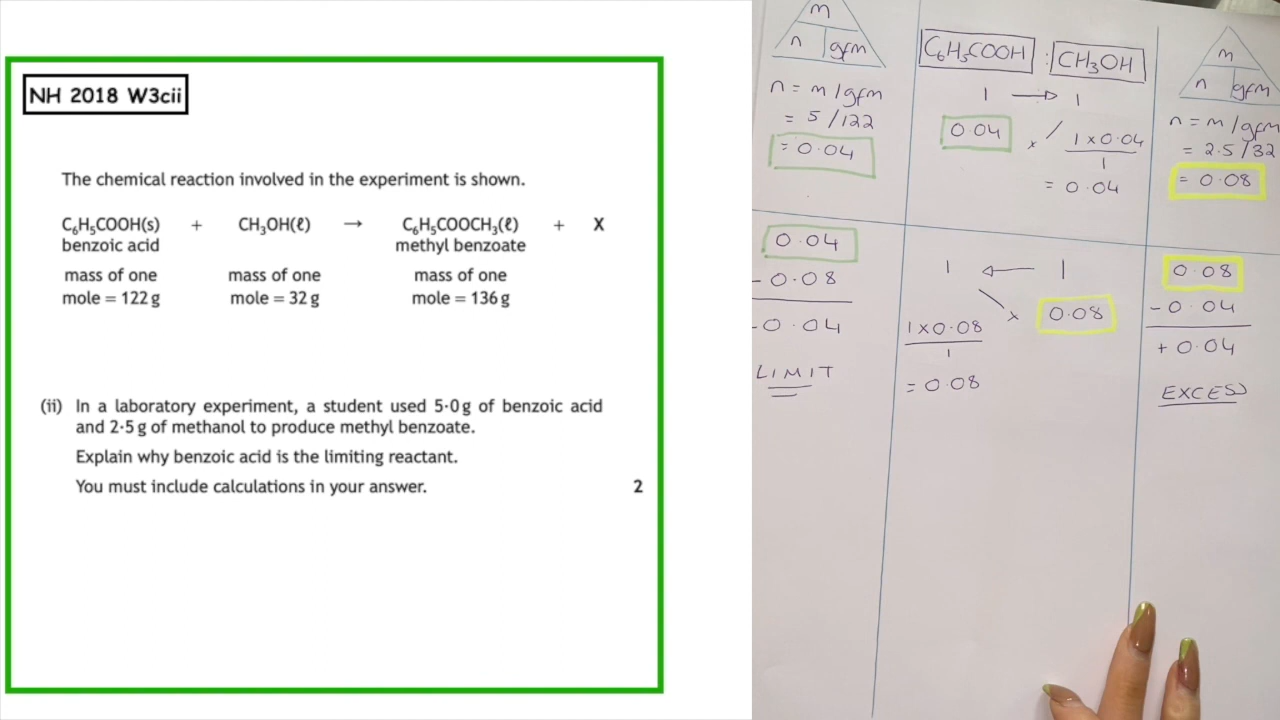 NH 2018 W3cii
The chemical reaction involved in the experiment is shown.
C₆H₅COOH(s) + CH₃OH(ℓ) → C₆H₅COOCH₃(ℓ) + X
benzoic acid methyl benzoate
mass of one mass of one mass of one
mole = 122 g mole = 32 g mole = 136 g
(ii) In a laboratory experiment, a student used 5·0 g of benzoic acid
and 2·5 g of methanol to produce methyl benzoate.
Explain why benzoic acid is the limiting reactant.
You must include calculations in your answer. 2
m
n gfm
n = m/gfm
= 5/122
= 0.04
0.04
- 0.08
-0.04
LIMIT
C₆H₅COOH : CH₃OH
1 → 1
0.04 × 1 x 0.04
1
= 0.04
1 ← 1
× 0.08
1 x 0.08
1
= 0.08
m
n gfm
n = m/gfm
= 2.5/32
= 0.08
0.08
- 0.04
+ 0.04
EXCESS